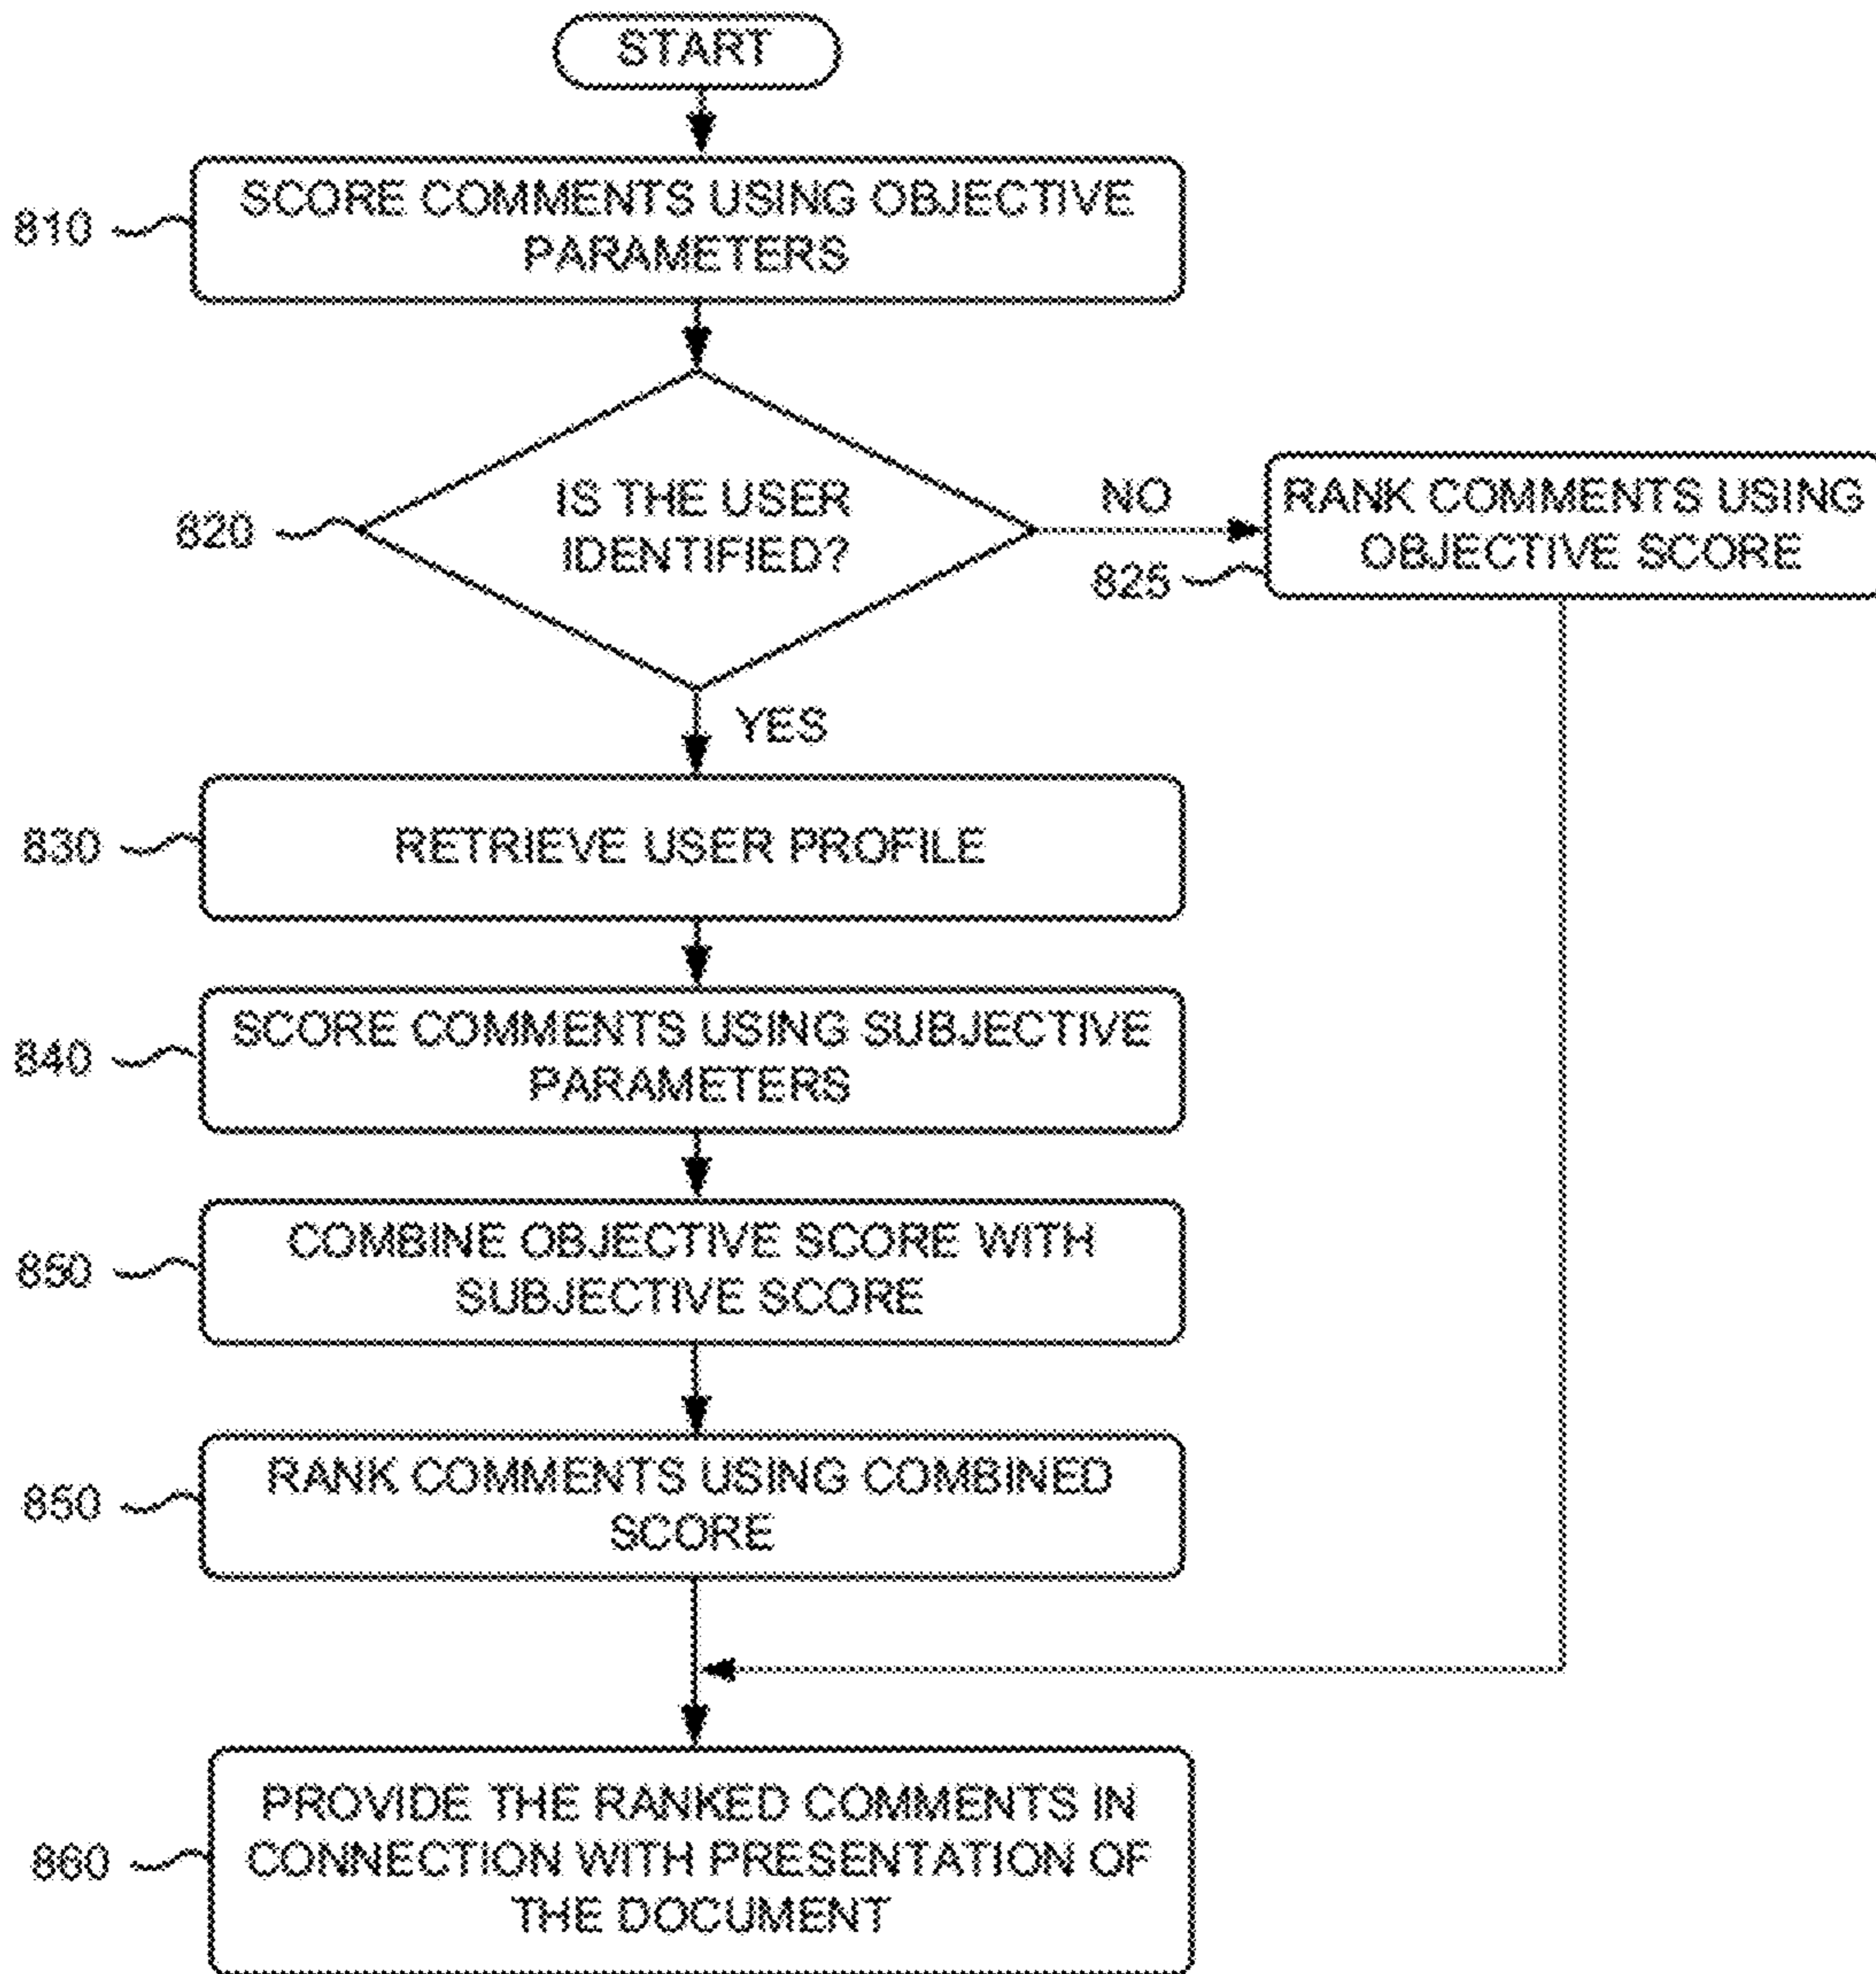 START
810
SCORE COMMENTS USING OBJECTIVE
PARAMETERS
820
IS THE USER
IDENTIFIED?
NO
825
RANK COMMENTS USING
OBJECTIVE SCORE
YES
830
RETRIEVE USER PROFILE
840
SCORE COMMENTS USING SUBJECTIVE
PARAMETERS
850
COMBINE OBJECTIVE SCORE WITH
SUBJECTIVE SCORE
850
RANK COMMENTS USING COMBINED
SCORE
860
PROVIDE THE RANKED COMMENTS IN
CONNECTION WITH PRESENTATION OF
THE DOCUMENT